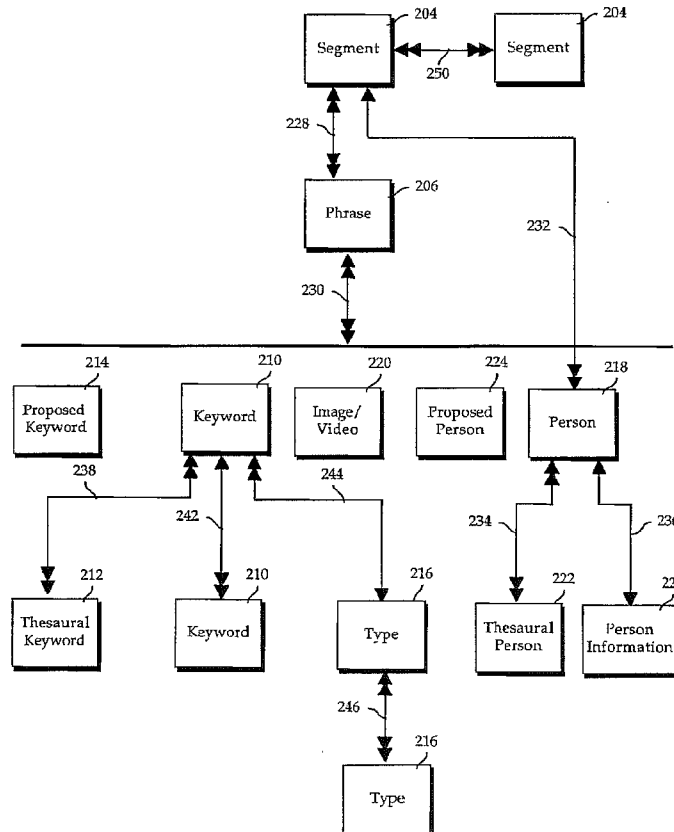 204
204
Segment
Segment
250
228
206
Phrase
232
230
214
210
220
224
218
Proposed
Keyword
Keyword
Image/
Video
Proposed
Person
Person
238
244
242
234
236
212
210
216
222
Thesaural
Keyword
Keyword
Type
Thesaural
Person
Person
Information
246
216
Type